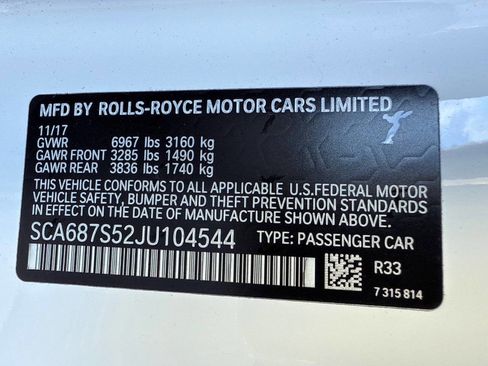 MFD BY ROLLS-ROYCE MOTOR CARS LIMITED
11/17
GVWR 6967 lbs 3160 kg
GAWR FRONT 3285 lbs 1490 kg
GAWR REAR 3836 lbs 1740 kg
THIS VEHICLE CONFORMS TO ALL APPLICABLE U.S.FEDERAL MOTOR
VEHICLE SAFETY, BUMPER, AND THEFT PREVENTION
STANDARDS IN EFFECT ON THE DATE OF MANUFACTURE SHOWN ABOVE.
SCA687S52JU104544 TYPE: PASSENGER CAR
R33
7 315 814